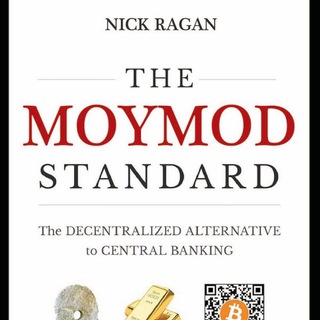 NICK RAGAN
THE
MOYMOD
STANDARD
The DECENTRALIZED ALTERNATIVE
to CENTRAL BANKING